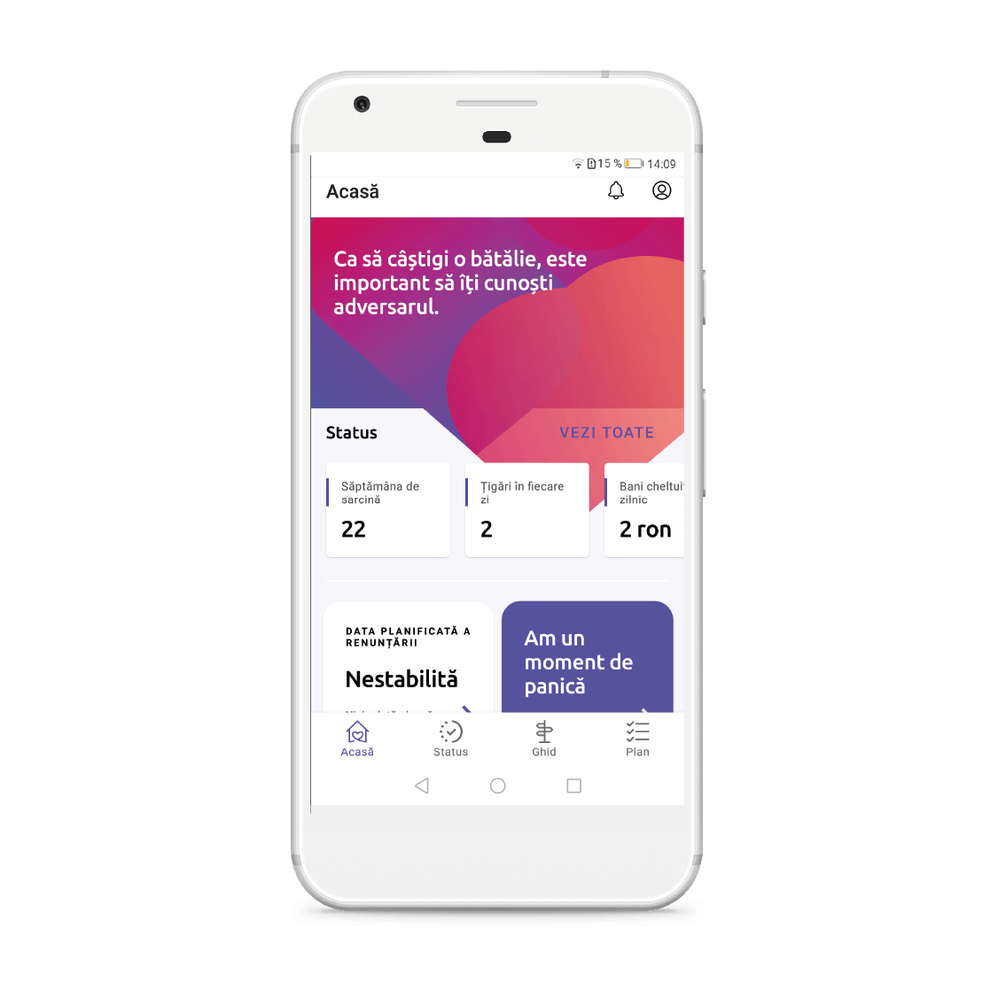 15 % 14:09
Acasă
Ca să câștigi o bătălie, este
important să îți cunoști
adversarul.
Status
VEZI TOATE
Săptămâna de
sarcină
22
Țigări în fiecare
zi
2
Bani cheltui
zilnic
2 ron
DATA PLANIFICATĂ A
RENUNȚĂRII
Nestabilită
Am un
moment de
panică
Acasă
Status
Ghid
Plan